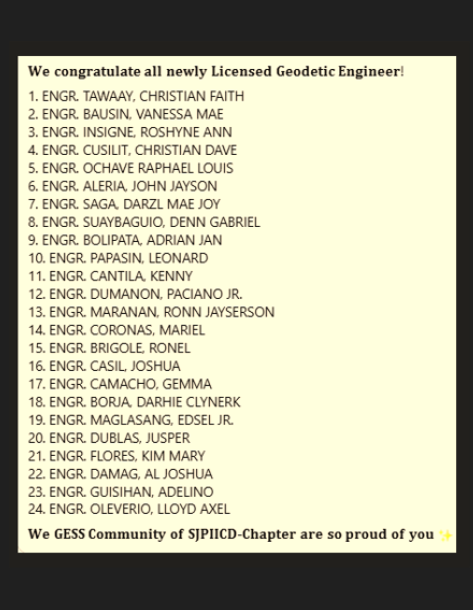 We congratulate all newly Licensed Geodetic Engineer!
1. ENGR. TAWAAY, CHRISTIAN FAITH
2. ENGR. BAUSIN, VANESSA MAE
3. ENGR. INSIGNE, ROSHYNE ANN
4. ENGR. CUSILIT, CHRISTIAN DAVE
5. ENGR. OCHAVE RAPHAEL LOUIS
6. ENGR. ALERIA, JOHN JAYSON
7. ENGR. SAGA, DARZL MAE JOY
8. ENGR. SUAYBAGUIO, DENN GABRIEL
9. ENGR. BOLIPATA, ADRIAN JAN
10. ENGR. PAPASIN, LEONARD
11. ENGR. CANTILA, KENNY
12. ENGR. DUMANON, PACIANO JR.
13. ENGR. MARANAN, RONN JAYSERSON
14. ENGR. CORONAS, MARIEL
15. ENGR. BRIGOLE, RONEL
16. ENGR. CASIL, JOSHUA
17. ENGR. CAMACHO, GEMMA
18. ENGR. BORJA, DARHIE CLYNERK
19. ENGR. MAGLASANG, EDSEL JR.
20. ENGR. DUBLAS, JUSPER
21. ENGR. FLORES, KIM MARY
22. ENGR. DAMAG, AL JOSHUA
23. ENGR. GUISIHAN, ADELINO
24. ENGR. OLEVERIO, LLOYD AXEL
We GESS Community of SJPIICD-Chapter are so proud of you ✨